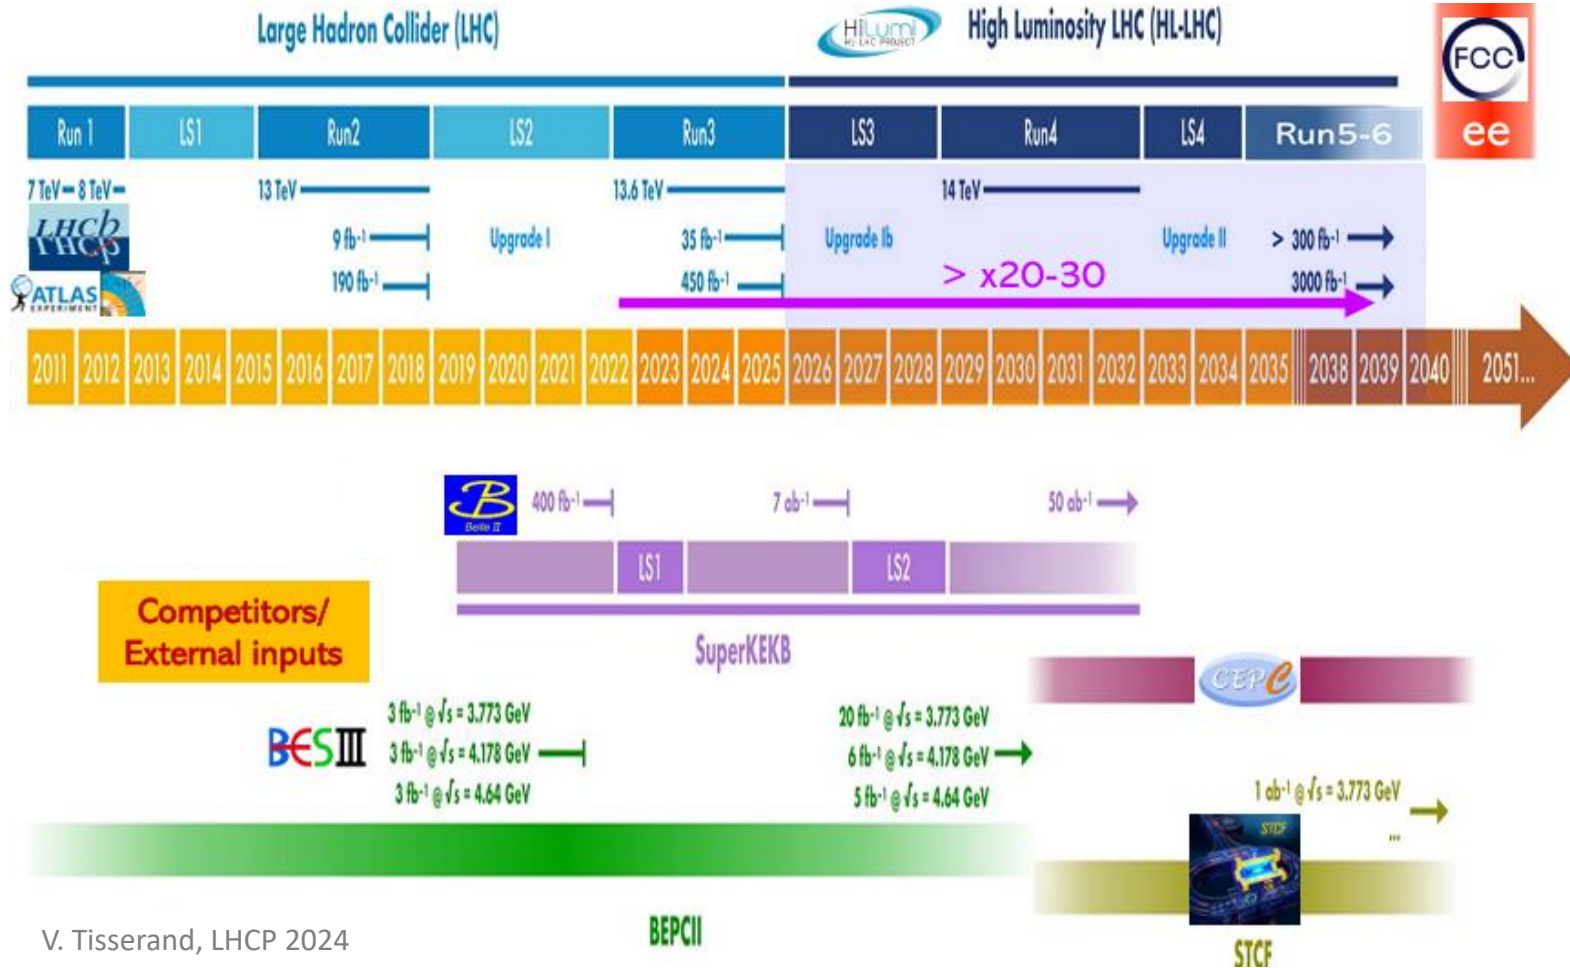 Large Hadron Collider (LHC)
HiLumi
HL-LHC PROJECT
High Luminosity LHC (HL-LHC)
FCC
ee
Run 1
LS1
Run2
LS2
Run3
LS3
Run4
LS4
Run5-6
7 TeV
8 TeV
13 TeV
13.6 TeV
14 TeV
LHCb
9 fb⁻¹
Upgrade I
35 fb⁻¹
Upgrade Ib
Upgrade II
> 300 fb⁻¹
ATLAS
EXPERIMENT
190 fb⁻¹
450 fb⁻¹
> x20-30
3000 fb⁻¹
2011 2012 2013 2014 2015 2016 2017 2018 2019 2020 2021 2022 2023 2024 2025 2026 2027 2028 2029 2030 2031 2032 2033 2034 2035 2038 2039 2040 2051...
B
Belle II
400 fb⁻¹
7 ab⁻¹
50 ab⁻¹
LS1
LS2
SuperKEKB
Competitors/
External inputs
CEPC
BESIII
3 fb⁻¹ @ √s = 3.773 GeV
3 fb⁻¹ @ √s = 4.178 GeV
3 fb⁻¹ @ √s = 4.64 GeV
20 fb⁻¹ @ √s = 3.773 GeV
6 fb⁻¹ @ √s = 4.178 GeV
5 fb⁻¹ @ √s = 4.64 GeV
1 ab⁻¹ @ √s = 3.773 GeV
...
STCF
BEPCII
STCF
V. Tisserand, LHCP 2024